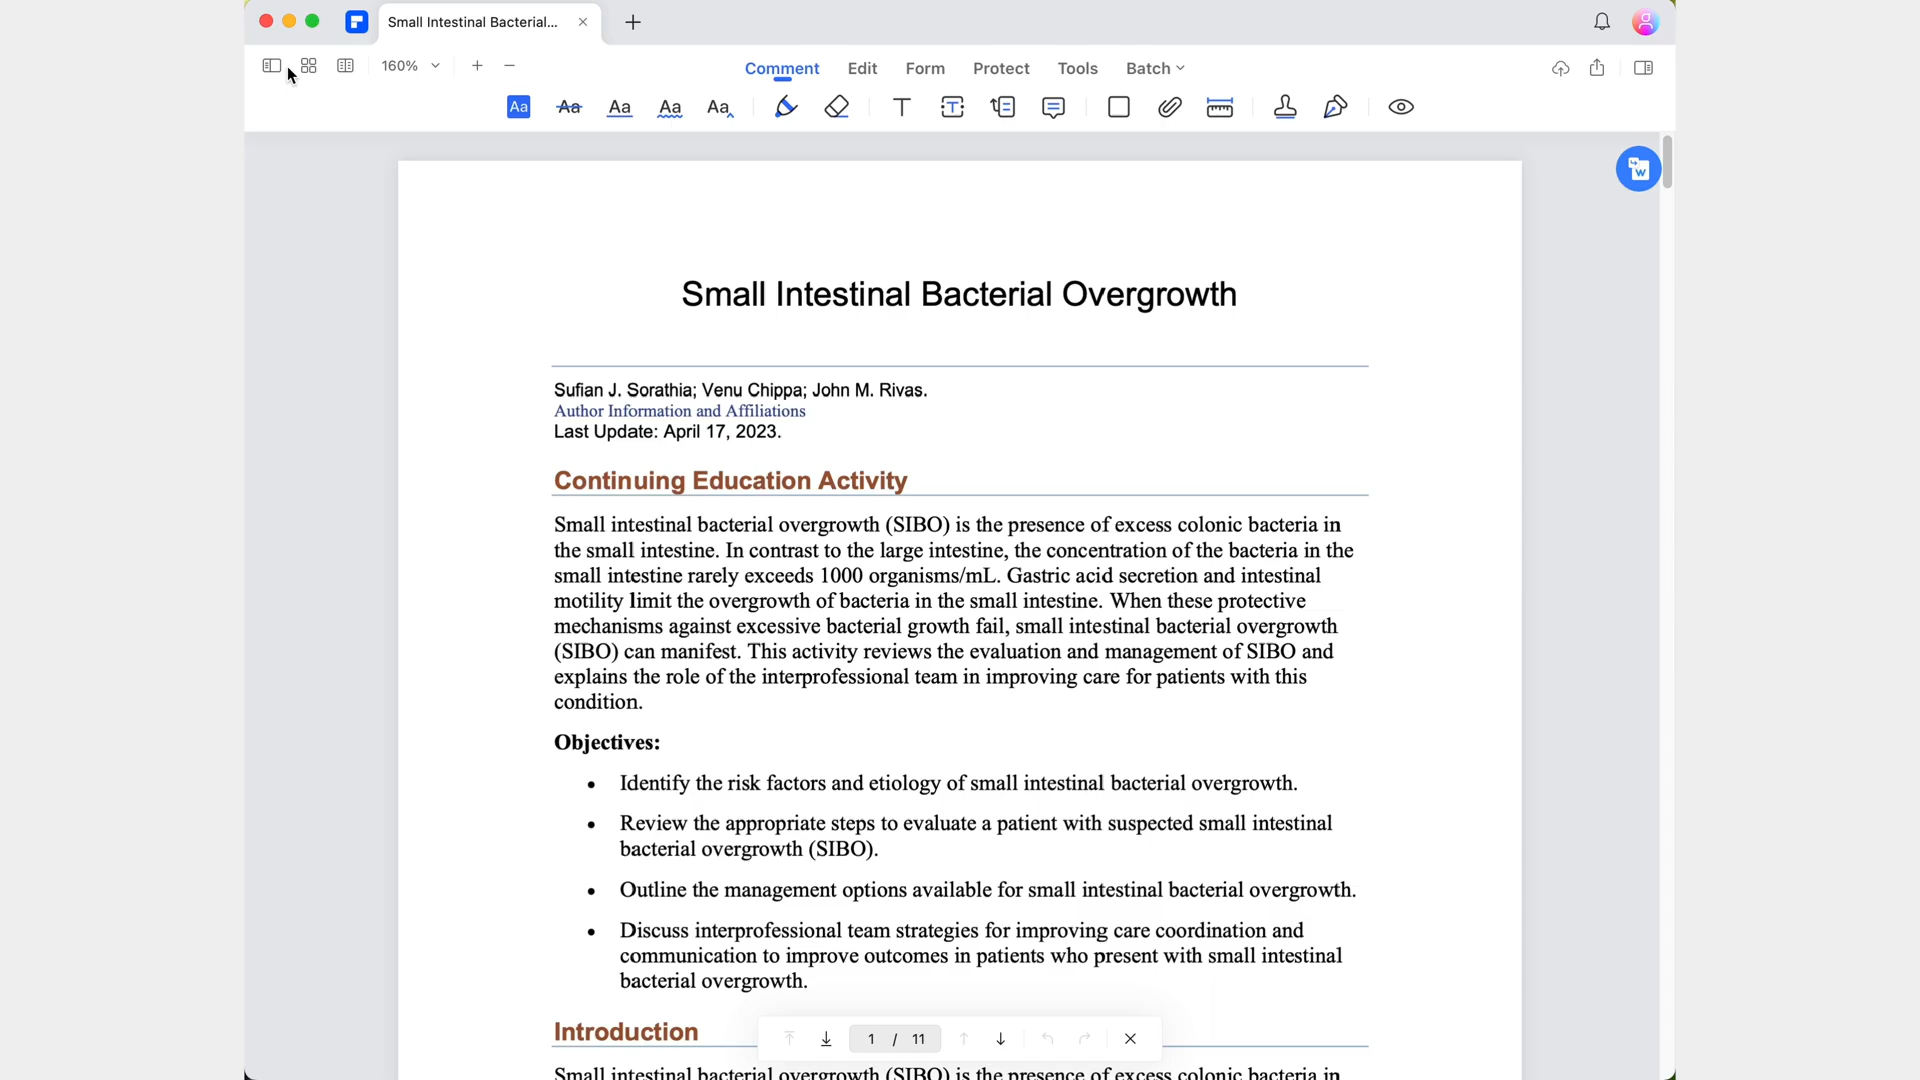 Small Intestinal Bacterial...
160%
Comment Edit Form Protect Tools Batch
Aa Aa Aa Aa Aa T T
W
Small Intestinal Bacterial Overgrowth
Sufian J. Sorathia; Venu Chippa; John M. Rivas.
Author Information and Affiliations
Last Update: April 17, 2023.
Continuing Education Activity
Small intestinal bacterial overgrowth (SIBO) is the presence of excess colonic bacteria in
the small intestine. In contrast to the large intestine, the concentration of the bacteria in the
small intestine rarely exceeds 1000 organisms/mL. Gastric acid secretion and intestinal
motility limit the overgrowth of bacteria in the small intestine. When these protective
mechanisms against excessive bacterial growth fail, small intestinal bacterial overgrowth
(SIBO) can manifest. This activity reviews the evaluation and management of SIBO and
explains the role of the interprofessional team in improving care for patients with this
condition.
Objectives:
• Identify the risk factors and etiology of small intestinal bacterial overgrowth.
• Review the appropriate steps to evaluate a patient with suspected small intestinal
bacterial overgrowth (SIBO).
• Outline the management options available for small intestinal bacterial overgrowth.
• Discuss interprofessional team strategies for improving care coordination and
communication to improve outcomes in patients who present with small intestinal
bacterial overgrowth.
Introduction
1 / 11
Small intestinal bacterial overgrowth (SIBO) is the presence of excess colonic bacteria in